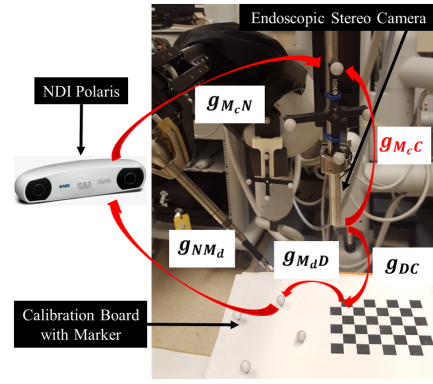 Endoscopic Stereo Camera
NDI Polaris
g_{M_cN}
g_{M_cC}
g_{NM_d}
g_{M_dD}
g_{DC}
Calibration Board
with Marker
NDI